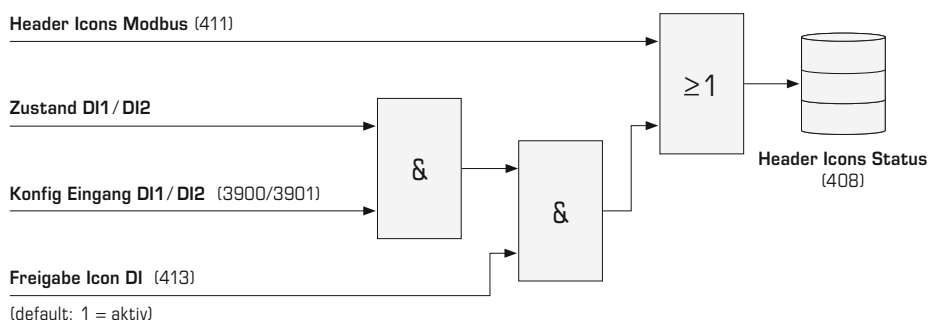 Header Icons Modbus (411)
≥1
Zustand DI1/DI2
Header Icons Status
(408)
&
Konfig Eingang DI1/DI2 (3900/3901)
&
Freigabe Icon DI (413)
(default: 1 = aktiv)